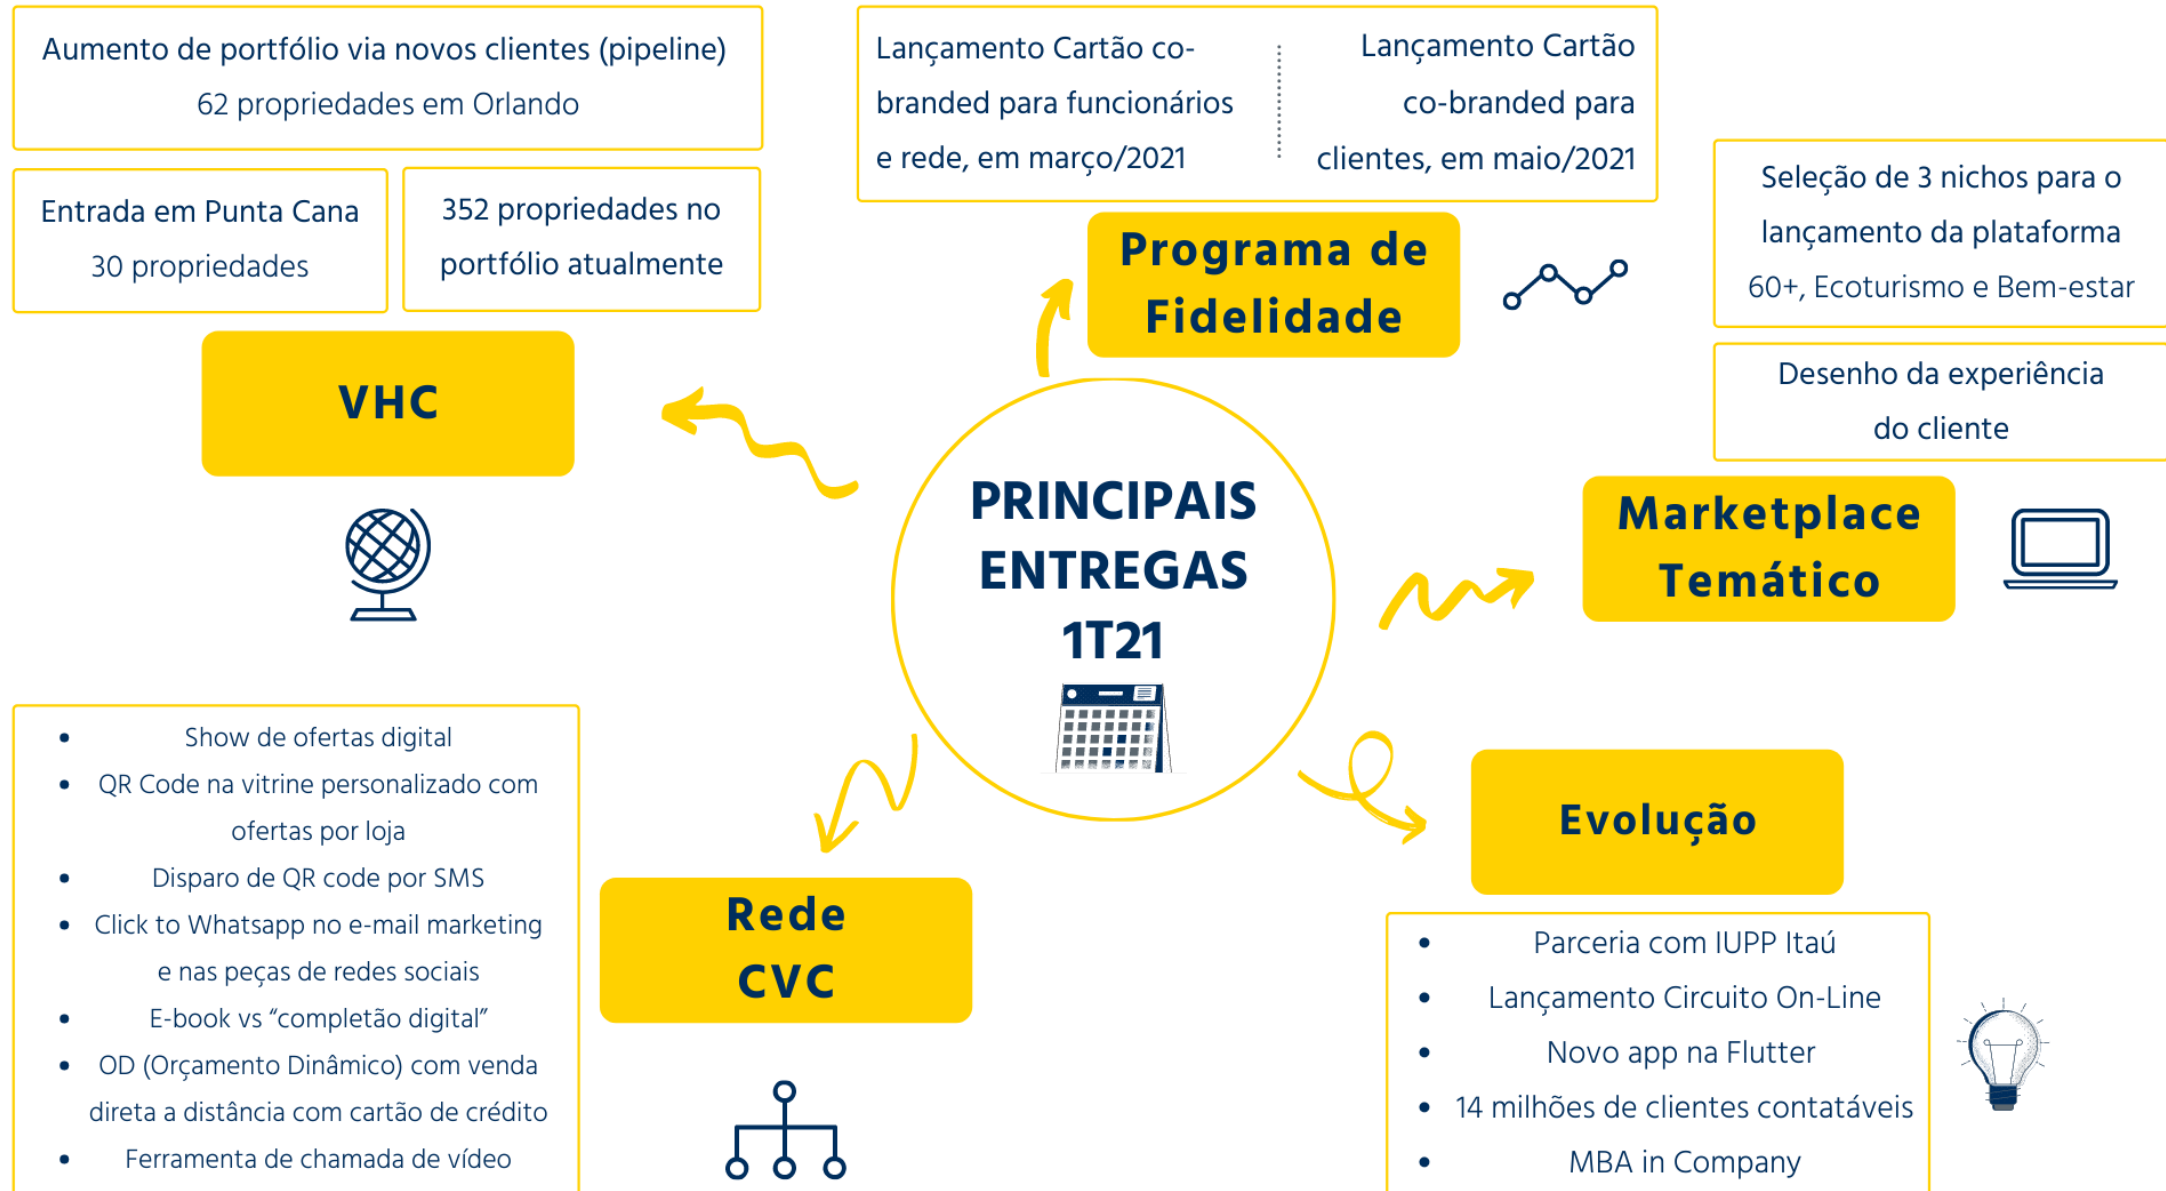 Aumento de portfólio via novos clientes (pipeline)
62 propriedades em Orlando
Entrada em Punta Cana
30 propriedades
352 propriedades no
portfólio atualmente
VHC
Lançamento Cartão co-
branded para funcionários
e rede, em março/2021
Lançamento Cartão
co-branded para
clientes, em maio/2021
Programa de
Fidelidade
Seleção de 3 nichos para o
lançamento da plataforma
60+, Ecoturismo e Bem-estar
Desenho da experiência
do cliente
Marketplace
Temático
PRINCIPAIS
ENTREGAS
1T21
• Show de ofertas digital
• QR Code na vitrine personalizado com
ofertas por loja
• Disparo de QR code por SMS
• Click to Whatsapp no e-mail marketing
e nas peças de redes sociais
• E-book vs “completão digital”
• OD (Orçamento Dinâmico) com venda
direta a distância com cartão de crédito
• Ferramenta de chamada de vídeo
Rede
CVC
Evolução
• Parceria com IUPP Itaú
• Lançamento Circuito On-Line
• Novo app na Flutter
• 14 milhões de clientes contatáveis
• MBA in Company